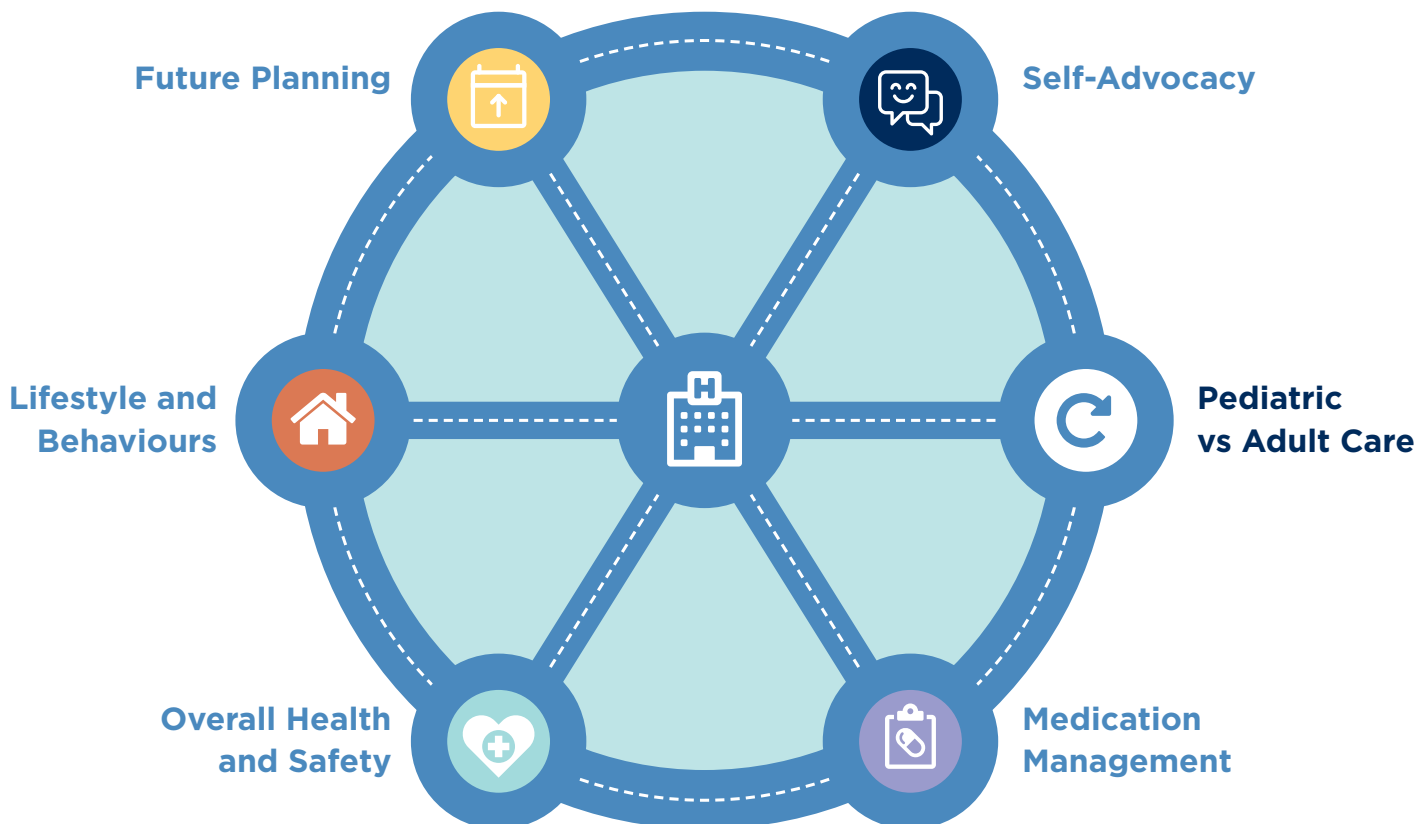 Future Planning
Self-Advocacy
Lifestyle and
Behaviours
H
Pediatric
vs Adult Care
Overall Health
and Safety
Medication
Management